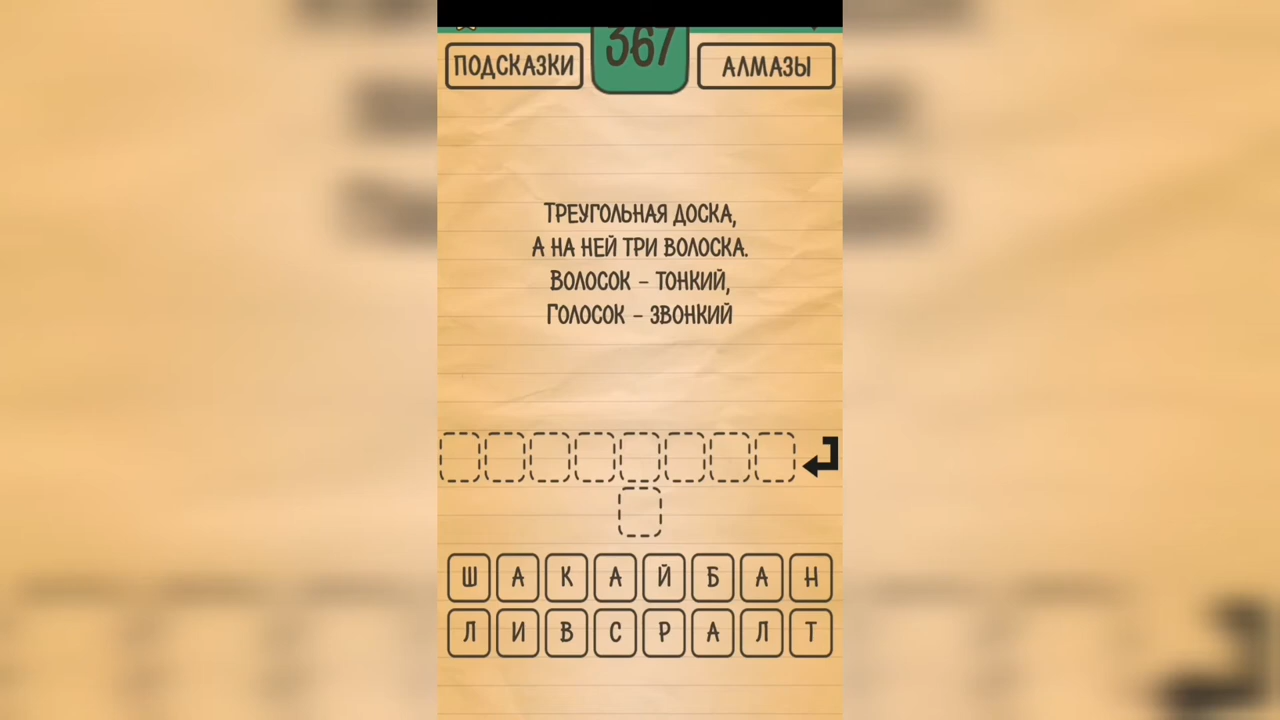 ПОДСКАЗКИ 367 АЛМАЗЫ
ТРЕУГОЛЬНАЯ ДОСКА,
А НА НЕЙ ТРИ ВОЛОСКА.
ВОЛОСОК – ТОНКИЙ,
ГОЛОСОК – ЗВОНКИЙ
Ш А К А Й Б А Н
Л И В С Р А Л Т